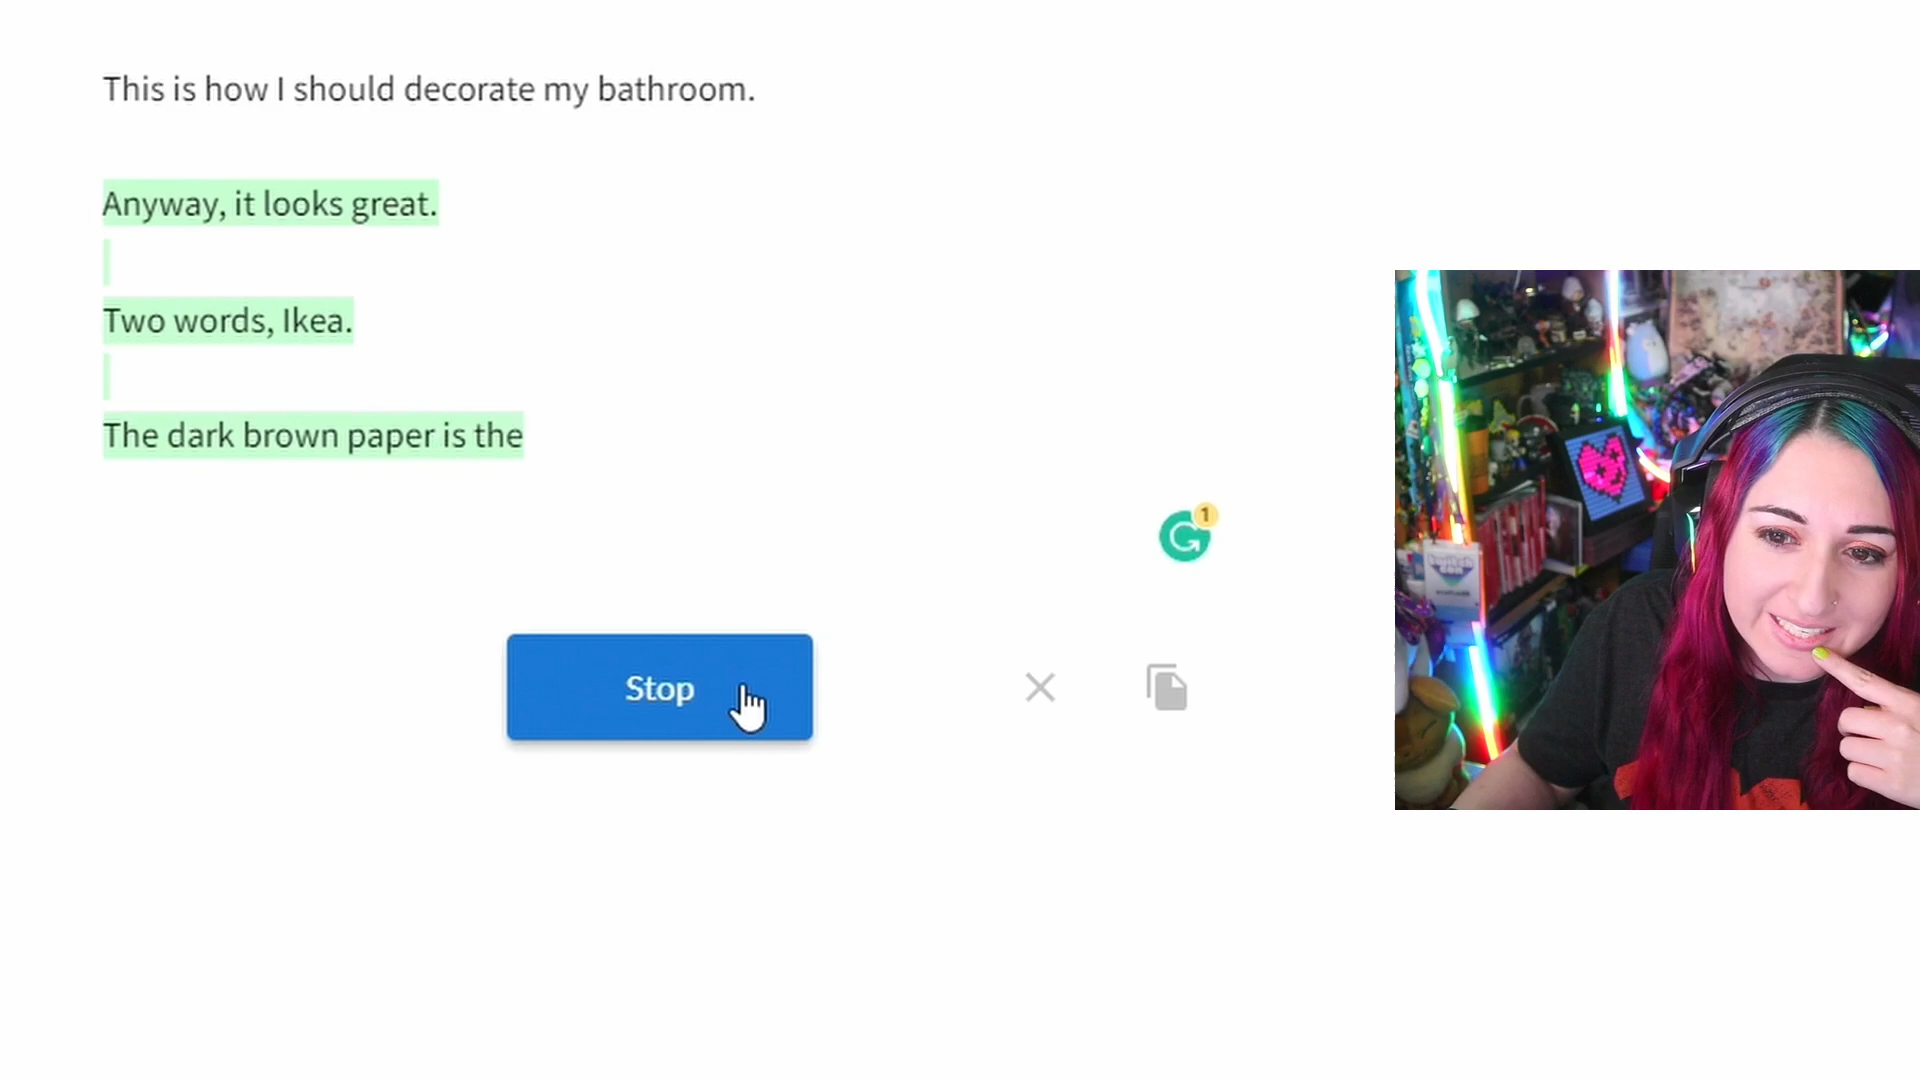 This is how I should decorate my bathroom.
Anyway, it looks great.
Two words, Ikea.
The dark brown paper is the
1
Stop